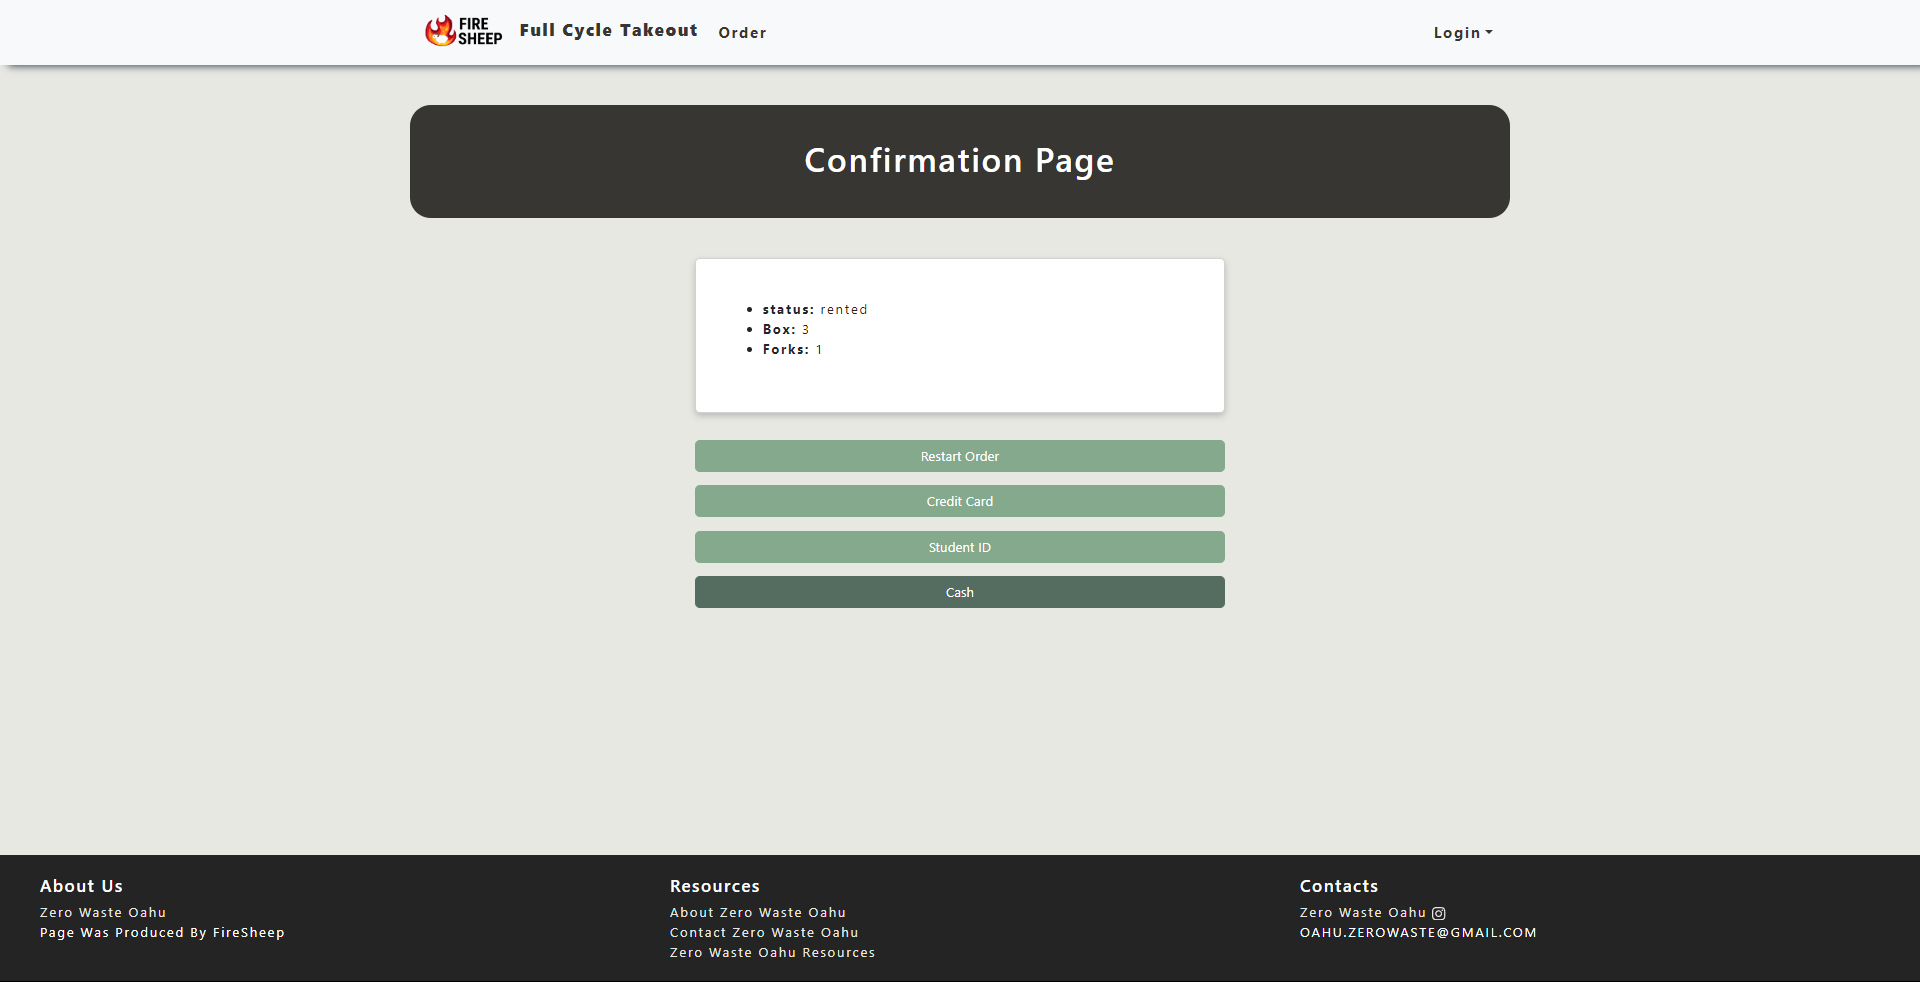 FIRE
SHEEP
Full Cycle Takeout
Order
Login
Confirmation Page
status: rented
Box: 3
Forks: 1
Restart Order
Credit Card
Student ID
Cash
About Us
Zero Waste Oahu
Page Was Produced By FireSheep
Resources
About Zero Waste Oahu
Contact Zero Waste Oahu
Zero Waste Oahu Resources
Contacts
Zero Waste Oahu
OAHU.ZEROWASTE@GMAIL.COM